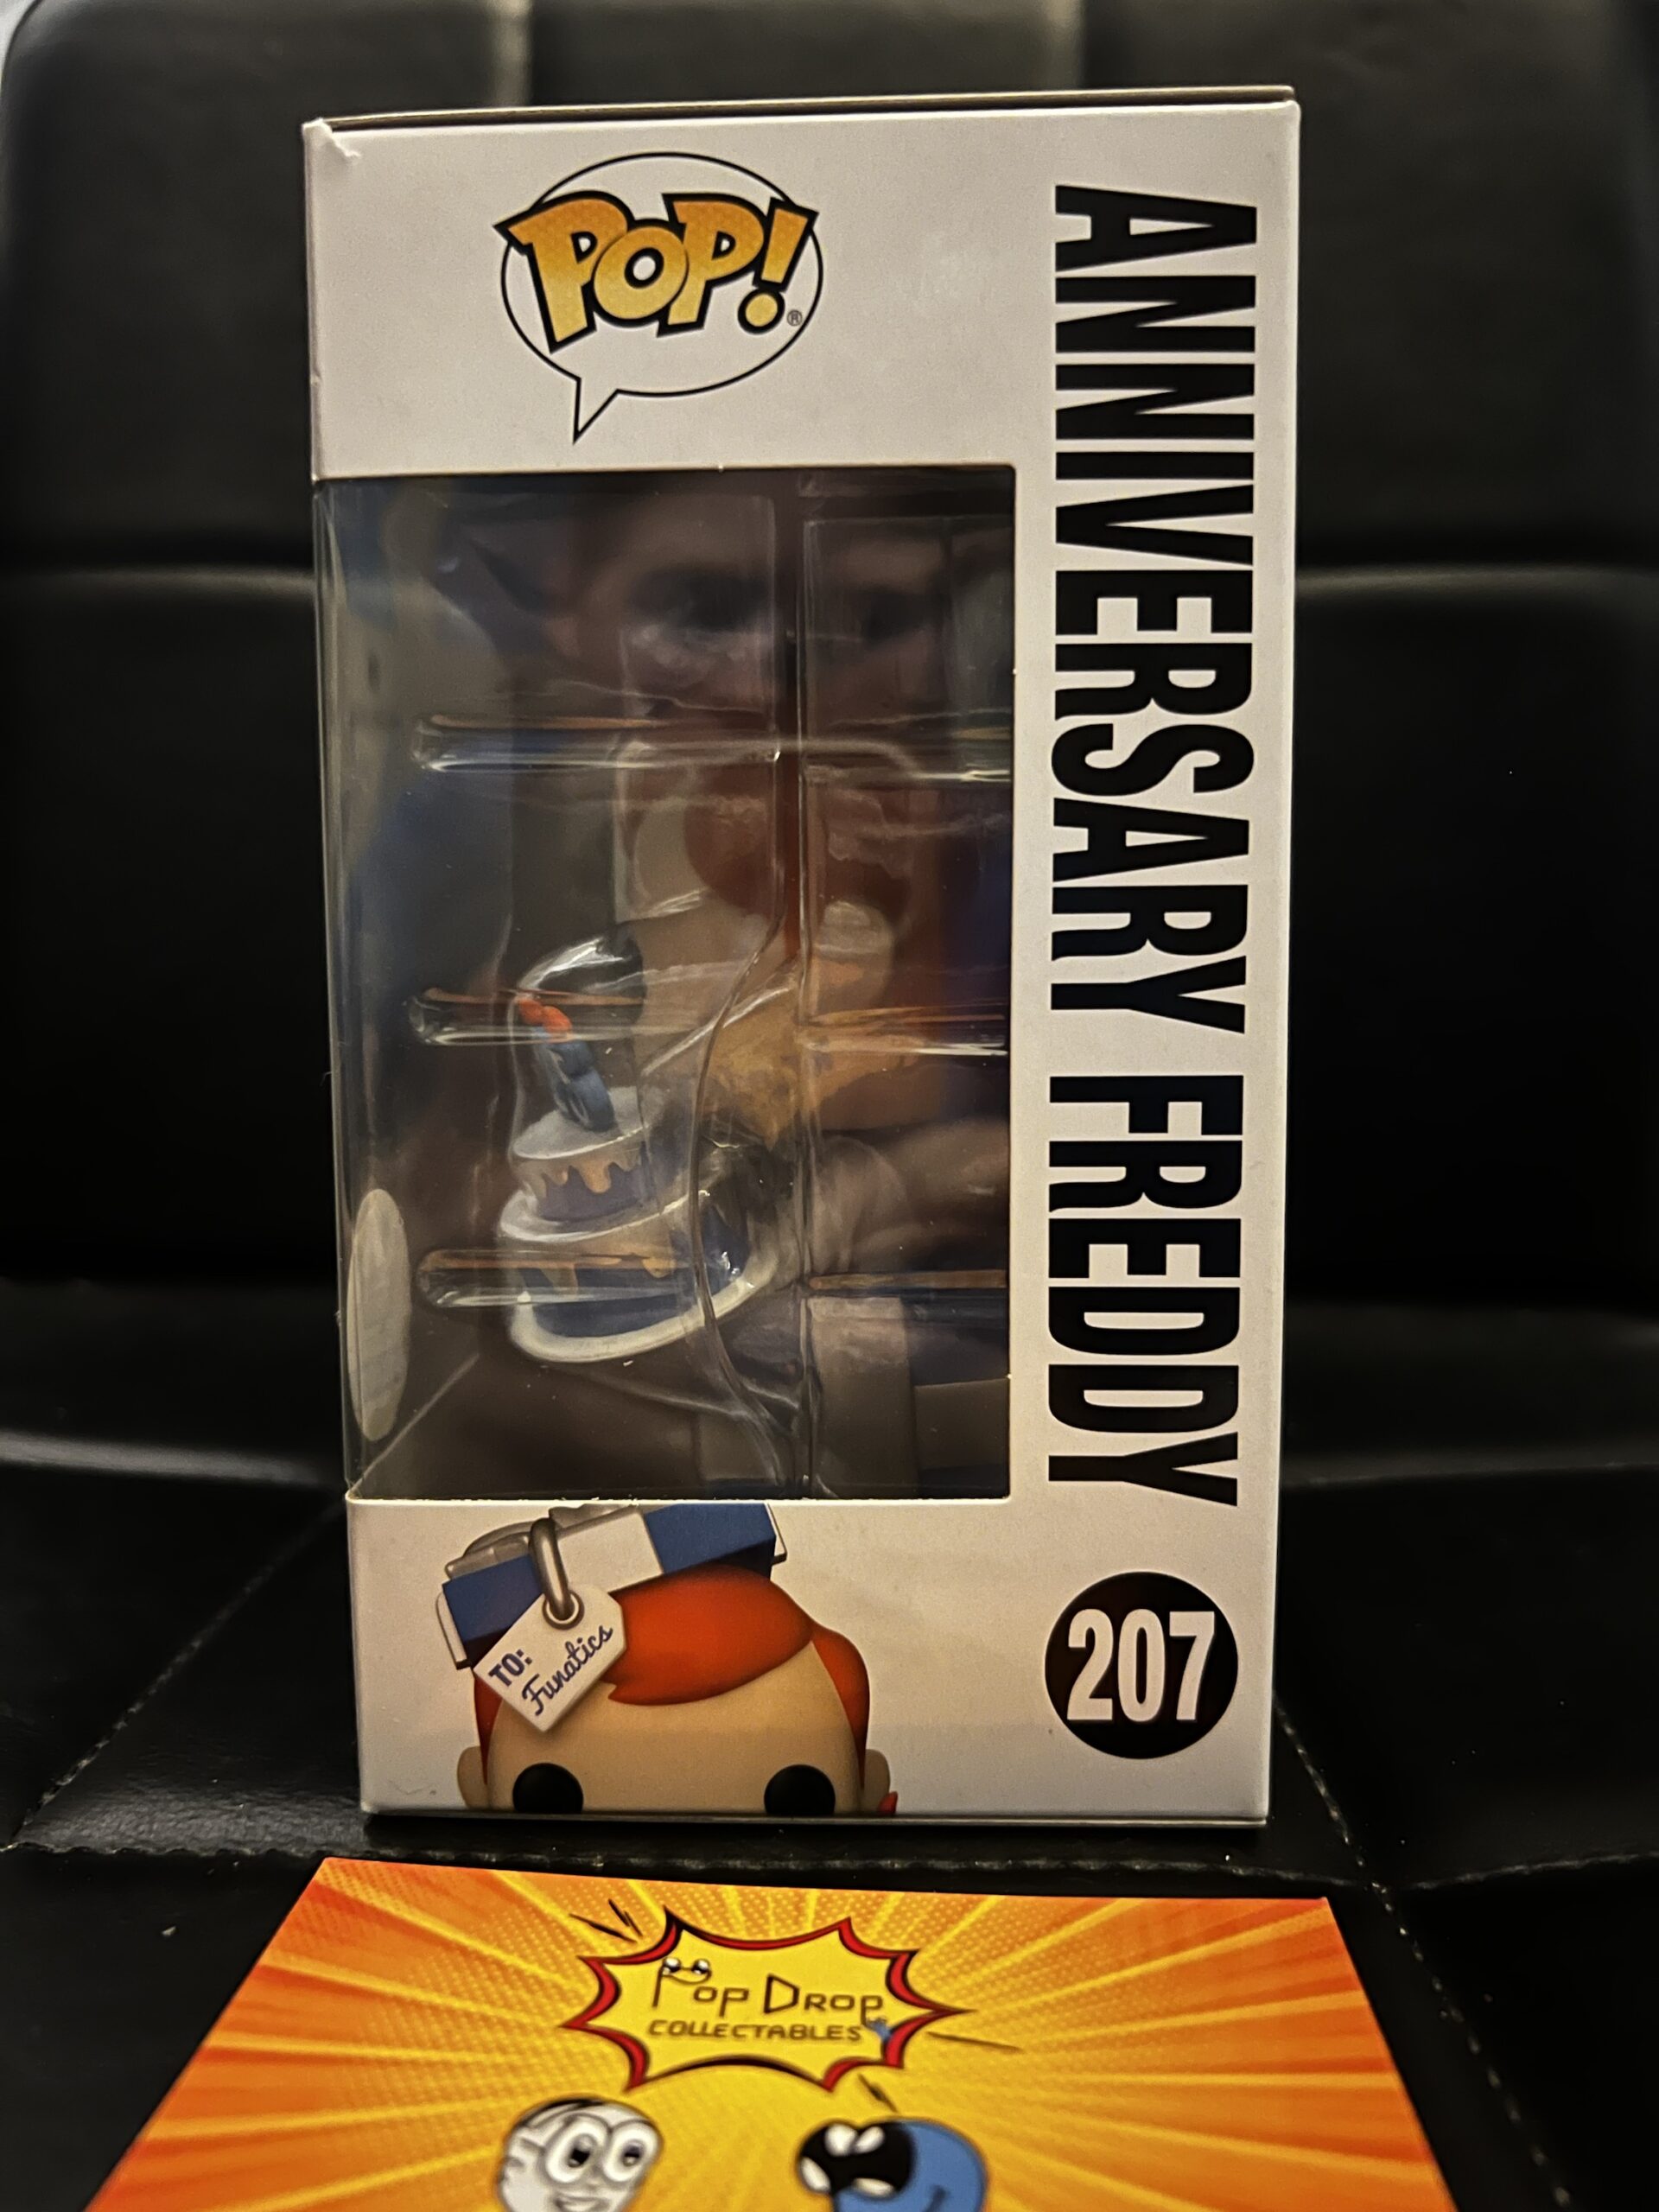 POP!®
ANNIVERSARY FREDDY
TO:
Funatics
207
POP DROP
COLLECTABLES